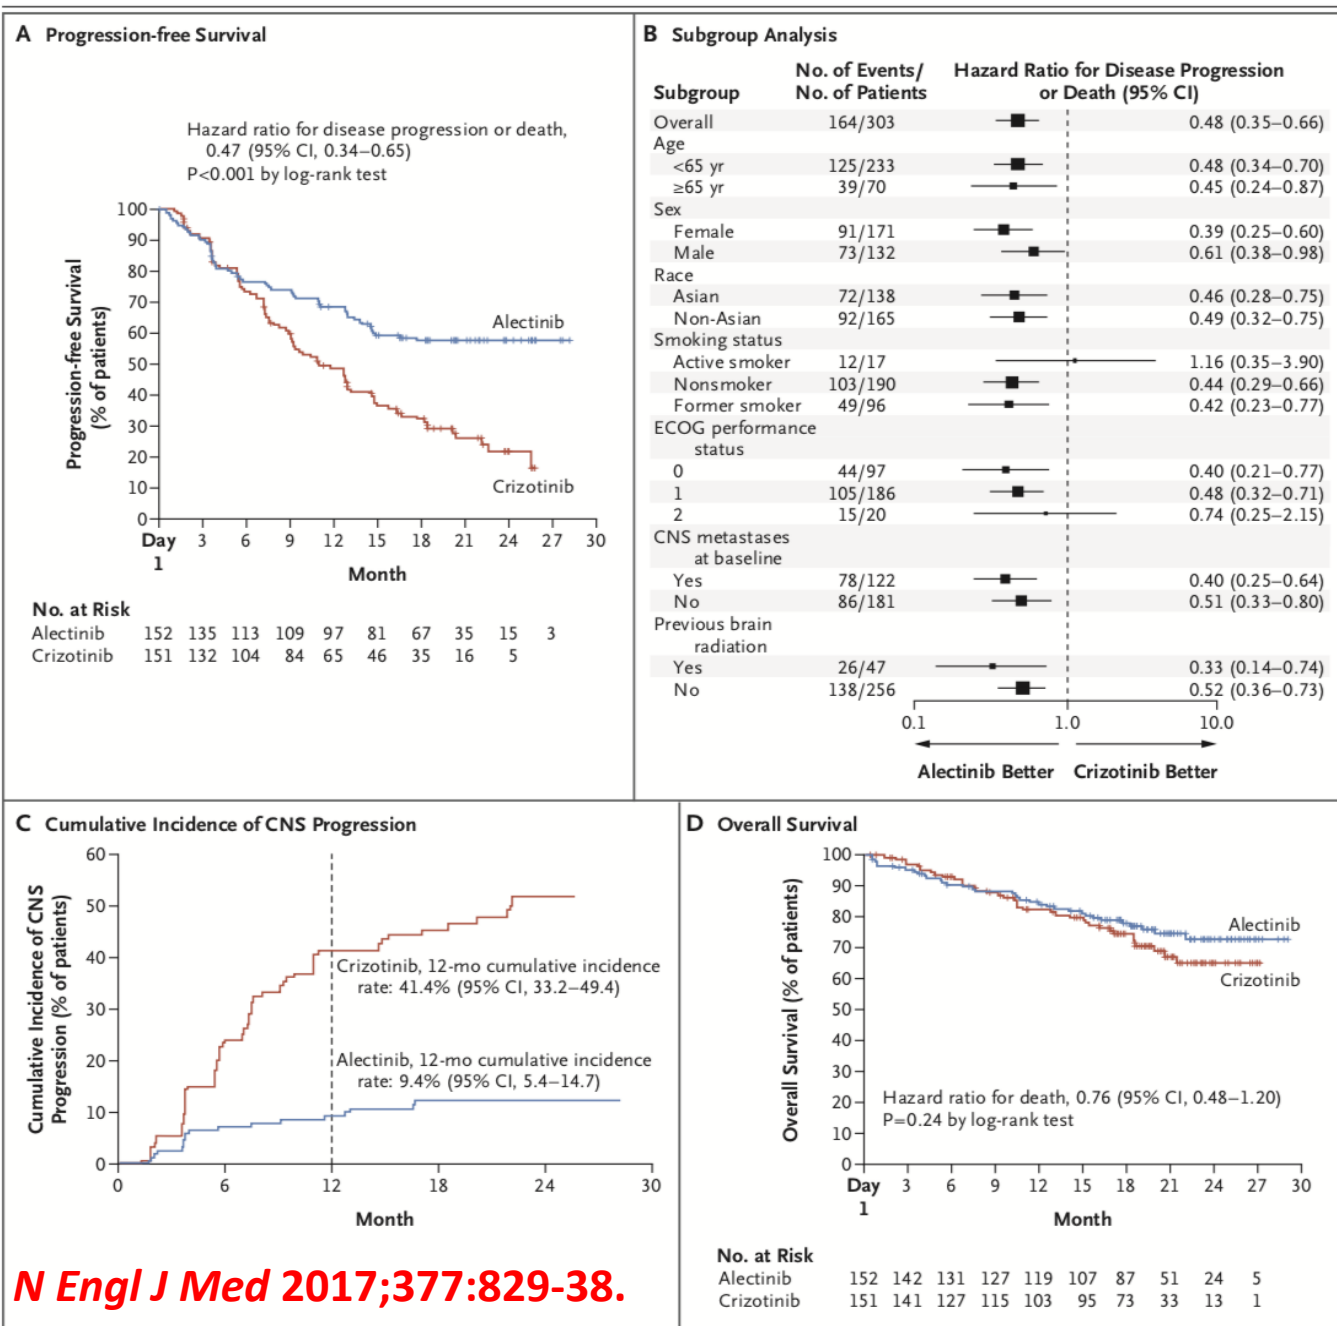 A Progression-free Survival
Hazard ratio for disease progression or death,
0.47 (95% CI, 0.34–0.65)
P<0.001 by log-rank test
Progression-free Survival
(% of patients)
100
90
80
70
60
50
40
30
20
10
0
Alectinib
Crizotinib
Day 1 3 6 9 12 15 18 21 24 27 30
Month
No. at Risk
Alectinib 152 135 113 109 97 81 67 35 15 3
Crizotinib 151 132 104 84 65 46 35 16 5
B Subgroup Analysis
Subgroup No. of Events/ No. of Patients Hazard Ratio for Disease Progression or Death (95% CI)
Overall 164/303 0.48 (0.35–0.66)
Age
<65 yr 125/233 0.48 (0.34–0.70)
≥65 yr 39/70 0.45 (0.24–0.87)
Sex
Female 91/171 0.39 (0.25–0.60)
Male 73/132 0.61 (0.38–0.98)
Race
Asian 72/138 0.46 (0.28–0.75)
Non-Asian 92/165 0.49 (0.32–0.75)
Smoking status
Active smoker 12/17 1.16 (0.35–3.90)
Nonsmoker 103/190 0.44 (0.29–0.66)
Former smoker 49/96 0.42 (0.23–0.77)
ECOG performance
status
0 44/97 0.40 (0.21–0.77)
1 105/186 0.48 (0.32–0.71)
2 15/20 0.74 (0.25–2.15)
CNS metastases
at baseline
Yes 78/122 0.40 (0.25–0.64)
No 86/181 0.51 (0.33–0.80)
Previous brain
radiation
Yes 26/47 0.33 (0.14–0.74)
No 138/256 0.52 (0.36–0.73)
0.1 1.0 10.0
Alectinib Better Crizotinib Better
C Cumulative Incidence of CNS Progression
Cumulative Incidence of CNS
Progression (% of patients)
60
50
40
30
20
10
0
Crizotinib, 12-mo cumulative incidence
rate: 41.4% (95% CI, 33.2–49.4)
Alectinib, 12-mo cumulative incidence
rate: 9.4% (95% CI, 5.4–14.7)
0 6 12 18 24 30
Month
N Engl J Med 2017;377:829-38.
D Overall Survival
Overall Survival (% of patients)
100
90
80
70
60
50
40
30
20
10
0
Alectinib
Crizotinib
Hazard ratio for death, 0.76 (95% CI, 0.48–1.20)
P=0.24 by log-rank test
Day 1 3 6 9 12 15 18 21 24 27 30
Month
No. at Risk
Alectinib 152 142 131 127 119 107 87 51 24 5
Crizotinib 151 141 127 115 103 95 73 33 13 1